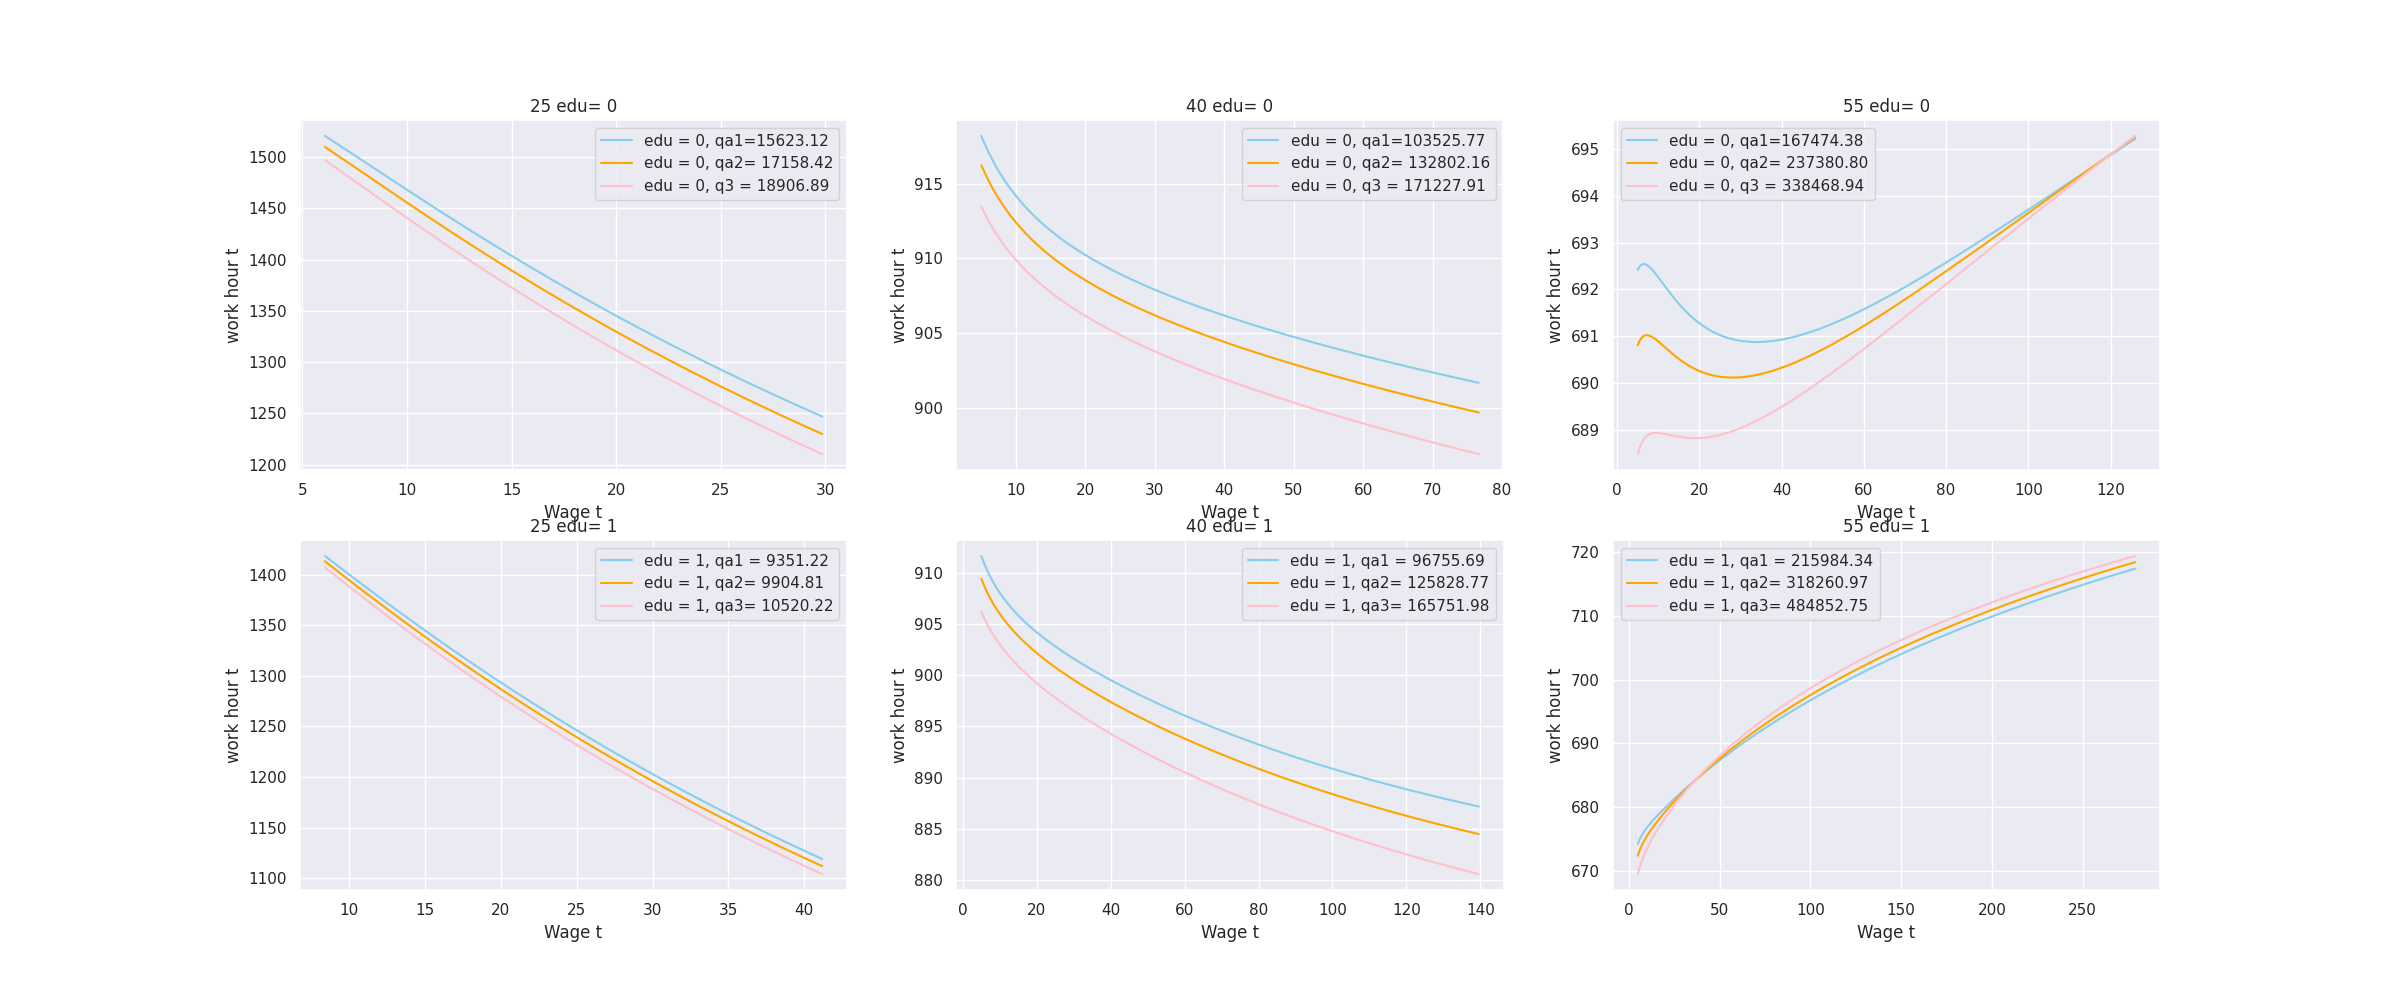 25 edu= 0
edu = 0, qa1=15623.12
edu = 0, qa2= 17158.42
edu = 0, q3 = 18906.89
work hour t
1500
1450
1400
1350
1300
1250
1200
5 10 15 20 25 30
Wage t
40 edu= 0
edu = 0, qa1=103525.77
edu = 0, qa2= 132802.16
edu = 0, q3 = 171227.91
work hour t
915
910
905
900
10 20 30 40 50 60 70 80
Wage t
55 edu= 0
edu = 0, qa1=167474.38
edu = 0, qa2= 237380.80
edu = 0, q3 = 338468.94
work hour t
695
694
693
692
691
690
689
0 20 40 60 80 100 120
Wage t
25 edu= 1
edu = 1, qa1 = 9351.22
edu = 1, qa2= 9904.81
edu = 1, qa3= 10520.22
work hour t
1400
1350
1300
1250
1200
1150
1100
10 15 20 25 30 35 40
Wage t
40 edu= 1
edu = 1, qa1 = 96755.69
edu = 1, qa2= 125828.77
edu = 1, qa3= 165751.98
work hour t
910
905
900
895
890
885
880
0 20 40 60 80 100 120 140
Wage t
55 edu= 1
edu = 1, qa1 = 215984.34
edu = 1, qa2= 318260.97
edu = 1, qa3= 484852.75
work hour t
720
710
700
690
680
670
0 50 100 150 200 250
Wage t